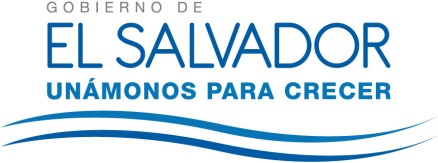 GOBIERNO DE
EL SALVADOR
UNÁMONOS PARA CRECER